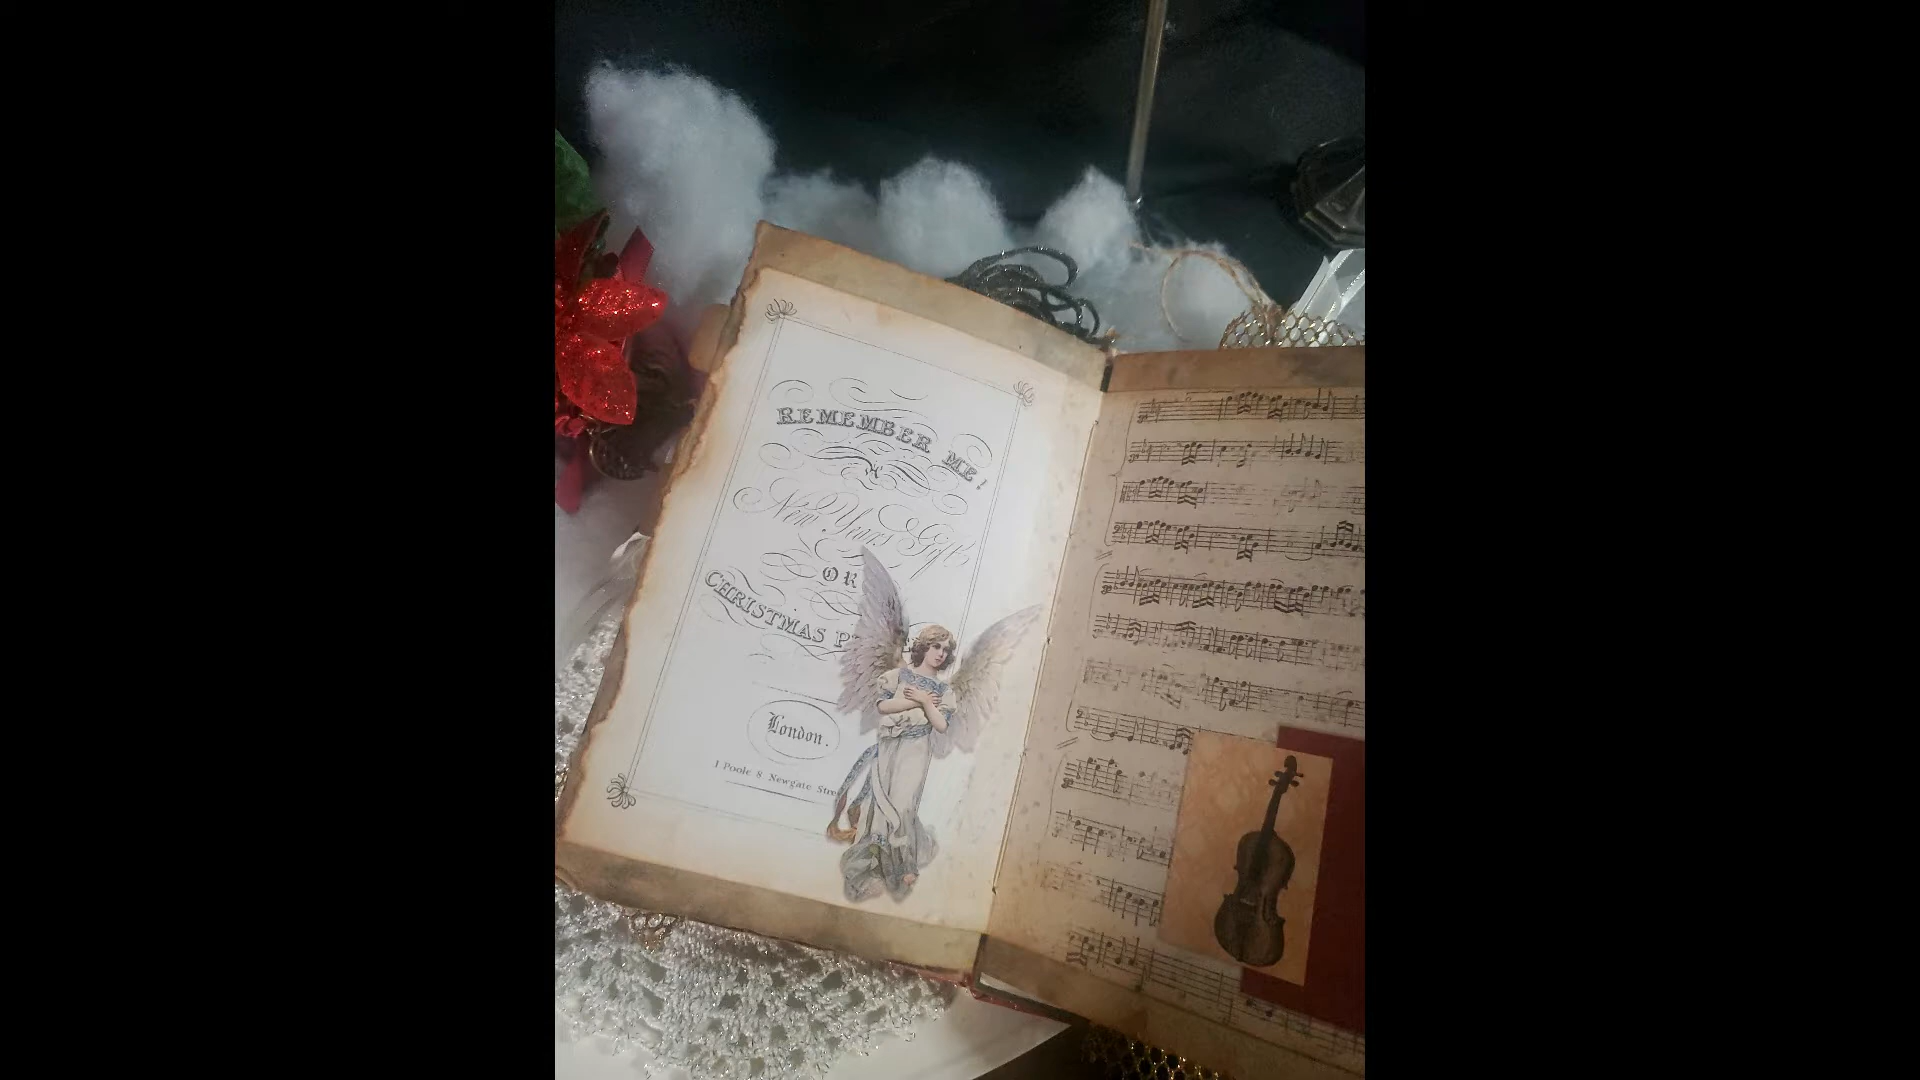 REMEMBER ME!
A
New Years Gift
OR
CHRISTMAS
London.
I Poole 8 Newgate